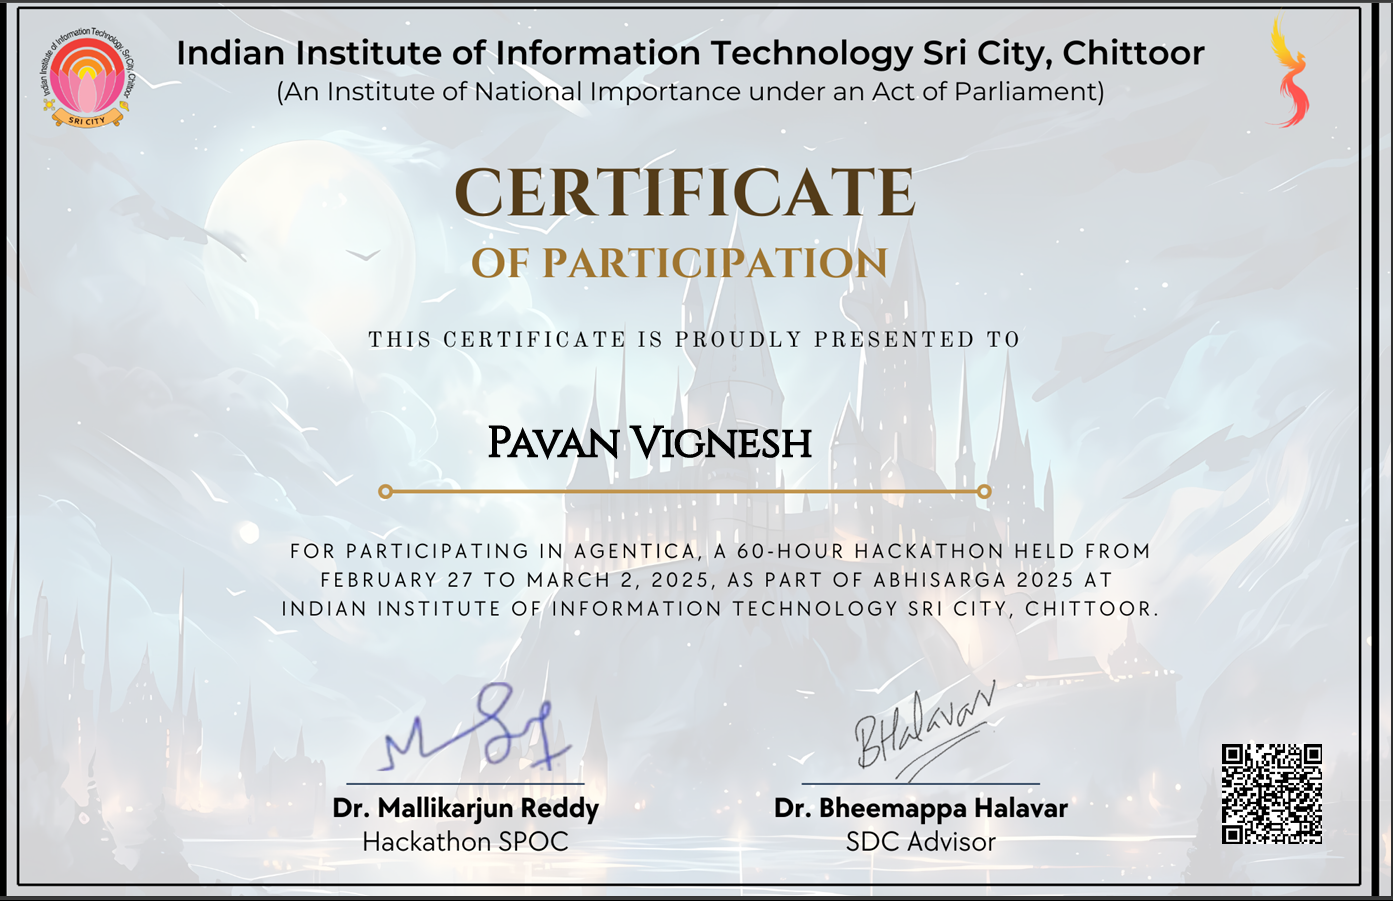 Indian Institute of Information Technology Sri City, Chittoor
(An Institute of National Importance under an Act of Parliament)
Indian Institute of Information Technology, Sri City, Chittoor
SRI CITY
CERTIFICATE
OF PARTICIPATION
THIS CERTIFICATE IS PROUDLY PRESENTED TO
PAVAN VIGNESH
FOR PARTICIPATING IN AGENTICA, A 60-HOUR HACKATHON HELD FROM
FEBRUARY 27 TO MARCH 2, 2025, AS PART OF ABHISARGA 2025 AT
INDIAN INSTITUTE OF INFORMATION TECHNOLOGY SRI CITY, CHITTOOR.
BHalavar
Dr. Mallikarjun Reddy
Hackathon SPOC
Dr. Bheemappa Halavar
SDC Advisor